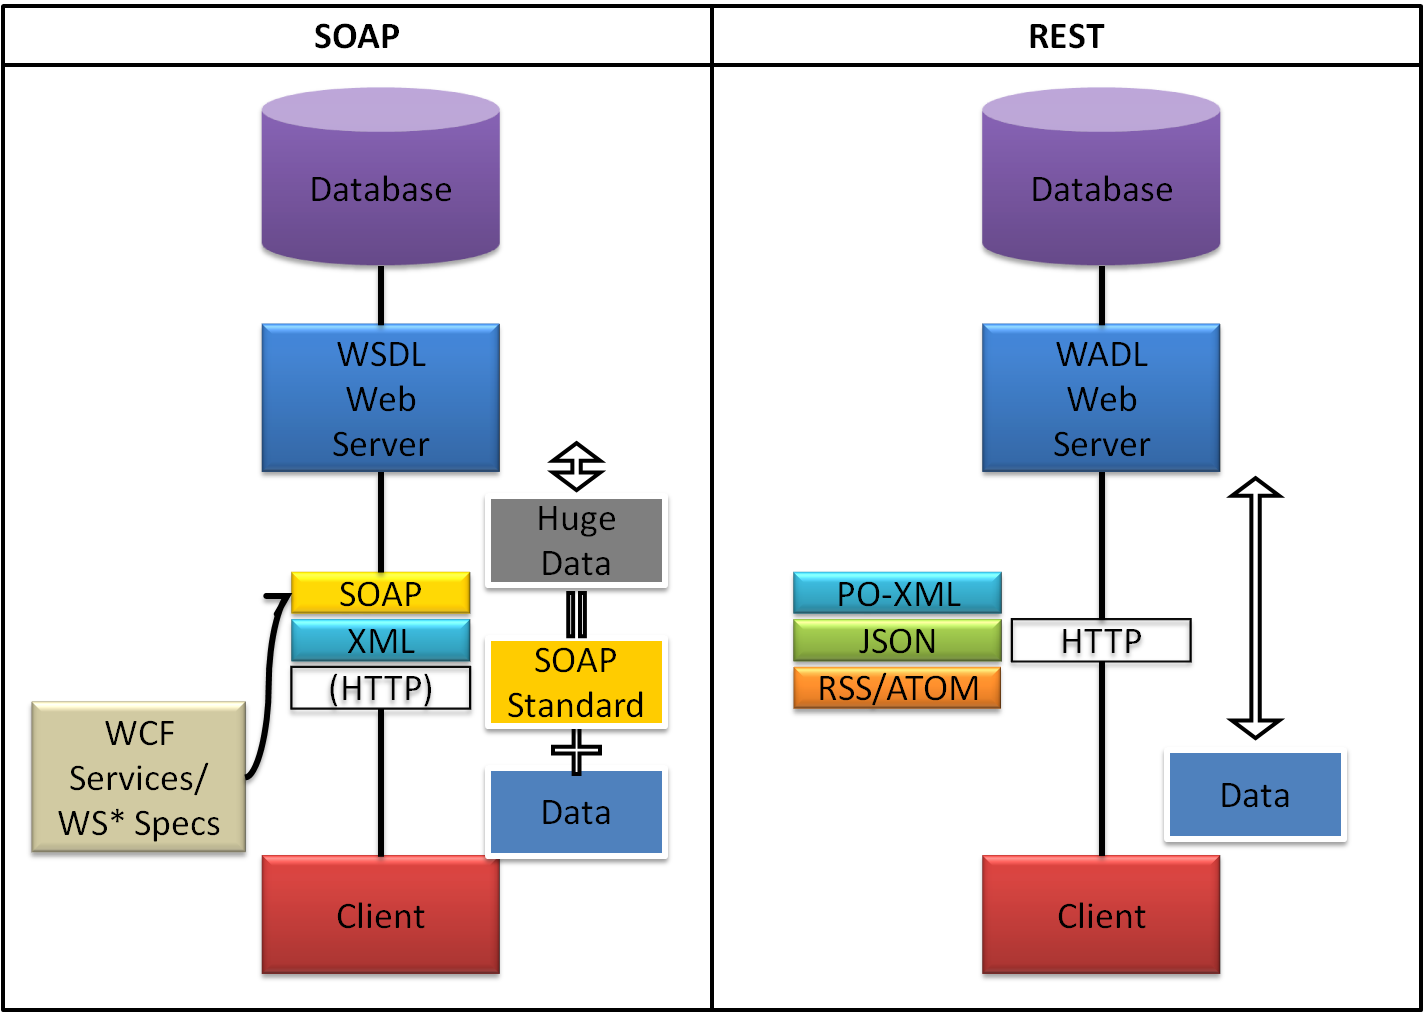 SOAP
REST
Database
WSDL
Web
Server
Huge
Data
SOAP
XML
(HTTP)
SOAP
Standard
WCF
Services/
WS* Specs
Data
Client
Database
WADL
Web
Server
PO-XML
JSON
RSS/ATOM
HTTP
Data
Client